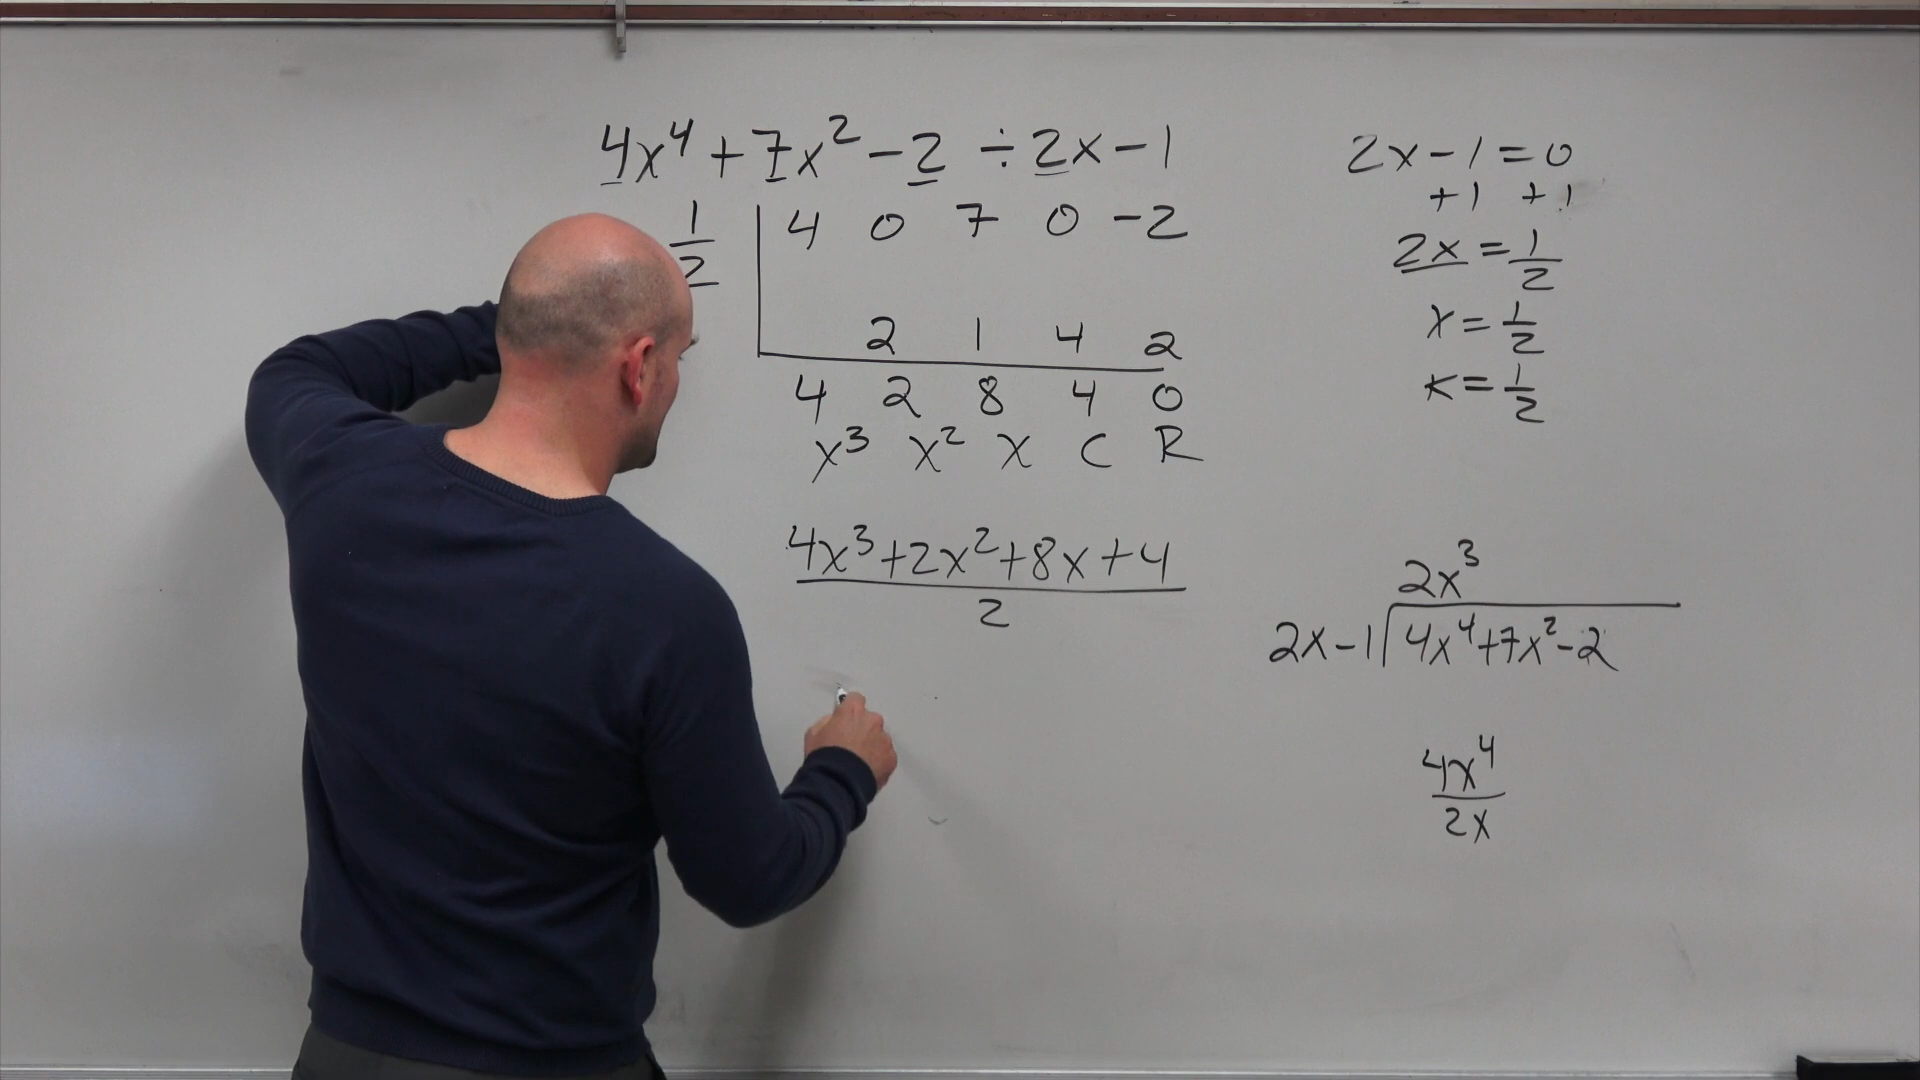 4x⁴+7x²-2 ÷ 2x-1
1/2 | 4 0 7 0 -2
2 1 4 2
4 2 8 4 0
x³ x² x C R
4x³+2x²+8x+4
2
2x-1=0
+1 +1
2x=1/2
x=1/2
k=1/2
2x³
2x-1)4x⁴+7x²-2
4x⁴
2x